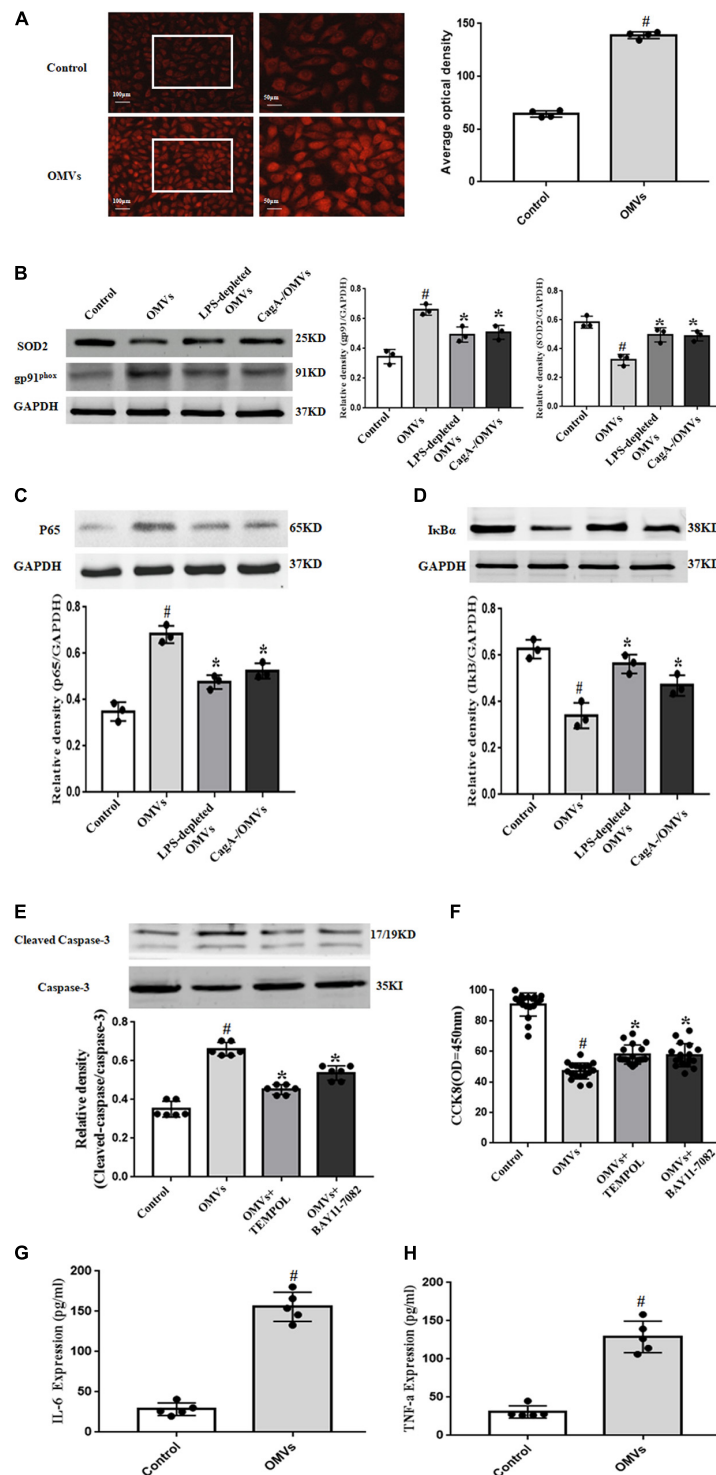 A
Control
100μm
50μm
OMVs
100μm
50μm
Average optical density
150
100
50
0
#
Control
OMVs
B
Control
OMVs
LPS-depleted
OMVs
CagA-/OMVs
SOD2
25KD
gp91phox
91KD
GAPDH
37KD
Relative density (gp91/GAPDH)
0.8
0.6
0.4
0.2
0.0
#
*
*
Control
OMVs
LPS-depleted
OMVs
CagA-/OMVs
Relative density (SOD2/GAPDH)
0.8
0.6
0.4
0.2
0.0
#
*
*
Control
OMVs
LPS-depleted
OMVs
CagA-/OMVs
C
P65
65KD
GAPDH
37KD
Relative density (p65/GAPDH)
0.8
0.6
0.4
0.2
0.0
#
*
*
Control
OMVs
LPS-depleted
OMVs
CagA-/OMVs
D
IκBα
38KD
GAPDH
37KD
Relative density (IκB/GAPDH)
0.8
0.6
0.4
0.2
0.0
#
*
*
Control
OMVs
LPS-depleted
OMVs
CagA-/OMVs
E
Cleaved Caspase-3
17/19KD
Caspase-3
35KI
Relative density
(Cleaved-caspase/caspase-3)
0.8
0.6
0.4
0.2
0.0
#
*
*
Control
OMVs
OMVs+
TEMPOL
OMVs+
BAY11-7082
F
CCK8(OD=450nm)
100
80
60
40
20
0
#
*
*
Control
OMVs
OMVs+
TEMPOL
OMVs+
BAY11-7082
G
IL-6 Expression (pg/ml)
200
150
100
50
0
#
Control
OMVs
H
TNF-a Expression (pg/ml)
200
150
100
50
0
#
Control
OMVs